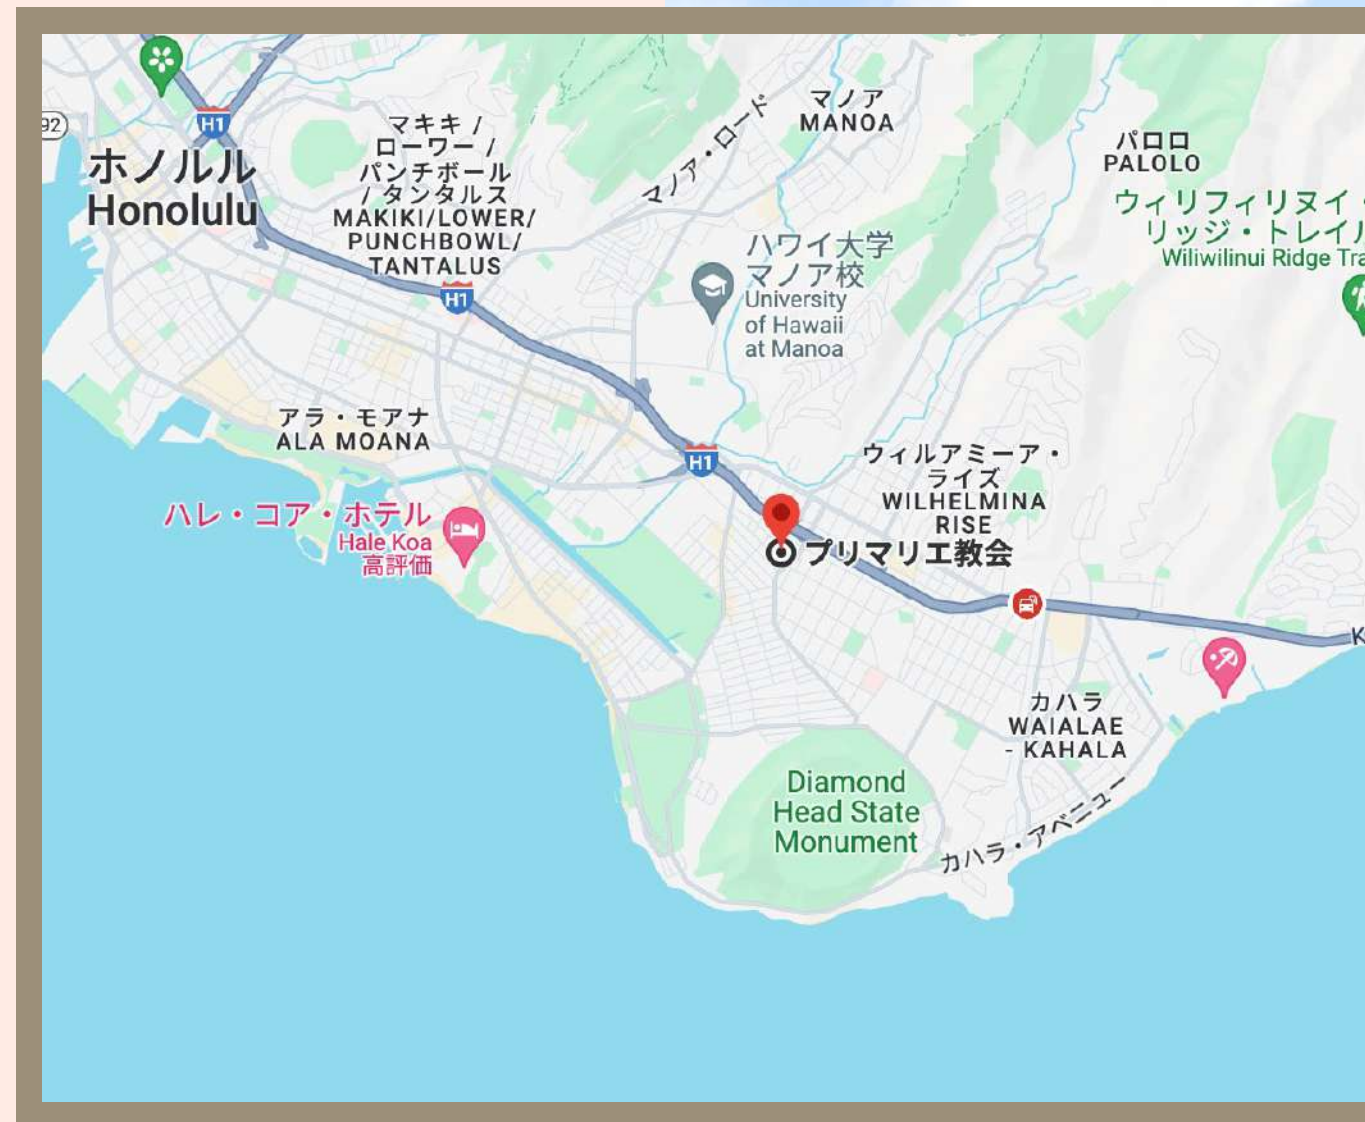 92
H1
ホノルル
Honolulu
マキキ /
ローワー /
パンチボール
/ タンタルス
MAKIKI/LOWER/
PUNCHBOWL/
TANTALUS
H1
マノア・ロード
マノア
MANOA
パロロ
PALOLO
ウィリフィリヌイ・
リッジ・トレイル
Wiliwilinui Ridge Tra
ハワイ大学
マノア校
University
of Hawaii
at Manoa
アラ・モアナ
ALA MOANA
H1
ウィルアミーア・
ライズ
WILHELMINA
RISE
ハレ・コア・ホテル
Hale Koa
高評価
プリマリエ教会
K
カハラ
WAIALAE
- KAHALA
Diamond
Head State
Monument
カハラ・アベニュー